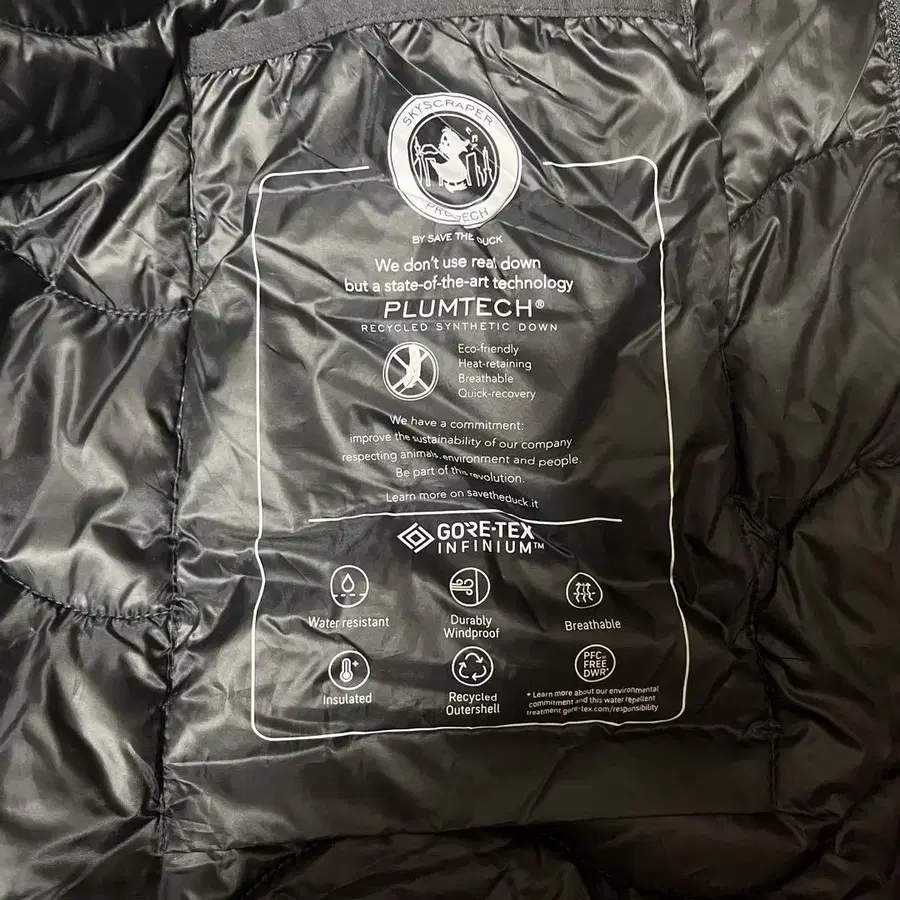 SKYSCRAPER
PROTECH
BY SAVE THE DUCK
We don't use real down
but a state-of-the-art technology
PLUMTECH®
RECYCLED SYNTHETIC DOWN
Eco-friendly
Heat-retaining
Breathable
Quick-recovery
We have a commitment:
improve the sustainability of our company
respecting animals, environment and people.
Be part of this revolution.
Learn more on savetheduck.it
GORE-TEX
INFINIUM™
Water resistant
Durably
Windproof
Breathable
Insulated
Recycled
Outershell
PFCEC
FREE
DWR*
* Learn more about our environmental
commitment and this water repellent
treatment gore-tex.com/responsibility